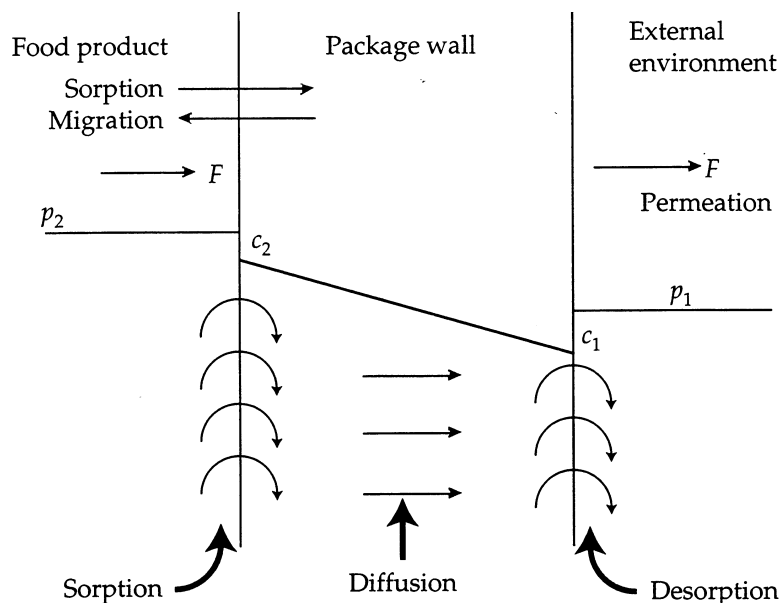 Food product
Package wall
External
environment
Sorption
Migration
F
F
Permeation
p2
c2
p1
c1
Sorption
Diffusion
Desorption